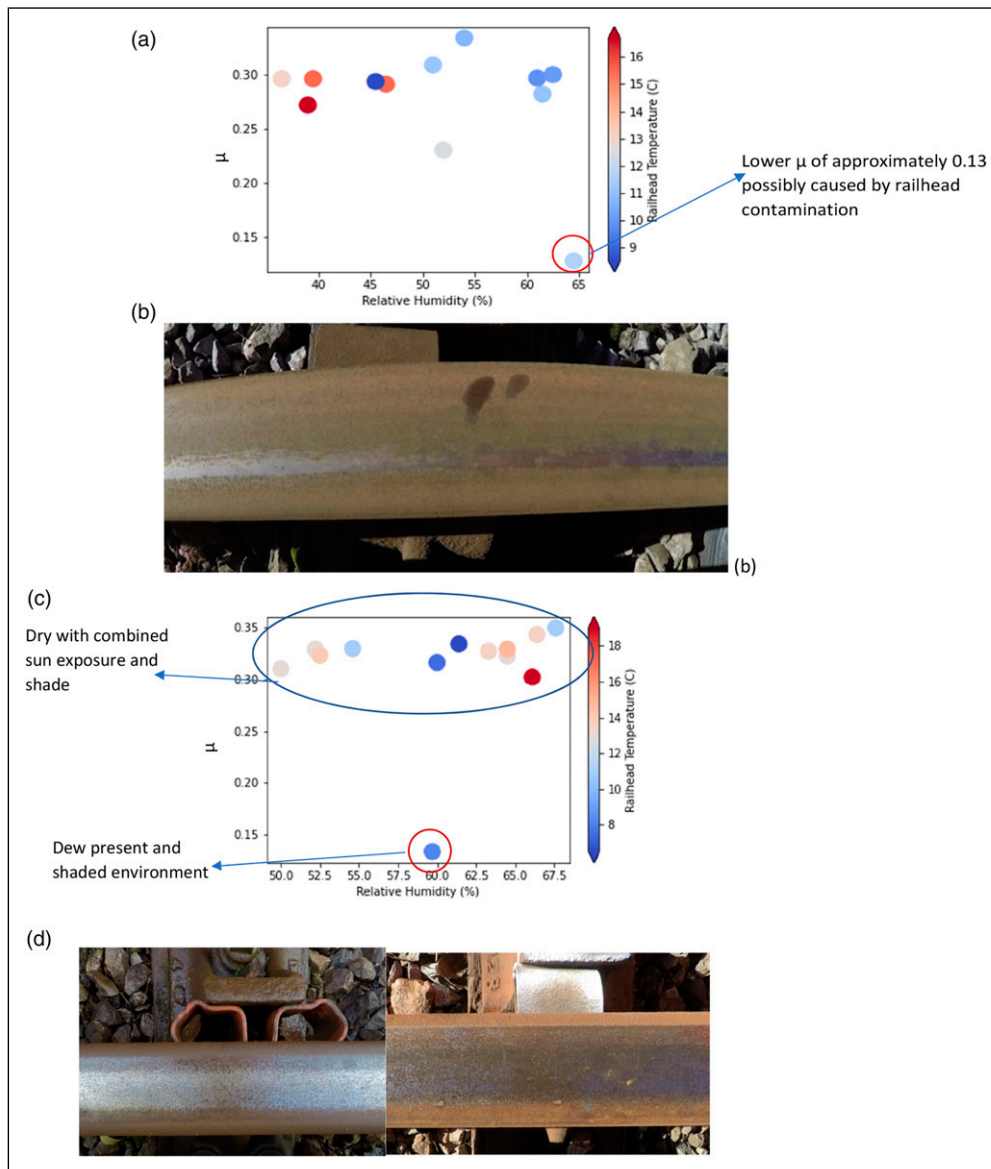 (a)
0.30
0.25
0.20
0.15
μ
40 45 50 55 60 65
Relative Humidity (%)
16
15
14
13
12
11
10
9
Railhead Temperature (C)
Lower μ of approximately 0.13
possibly caused by railhead
contamination
(b)
(b)
(c)
Dry with combined
sun exposure and
shade
0.35
0.30
0.25
0.20
0.15
μ
50.0 52.5 55.0 57.5 60.0 62.5 65.0 67.5
Relative Humidity (%)
18
16
14
12
10
8
Railhead Temperature (C)
Dew present and
shaded environment
(d)